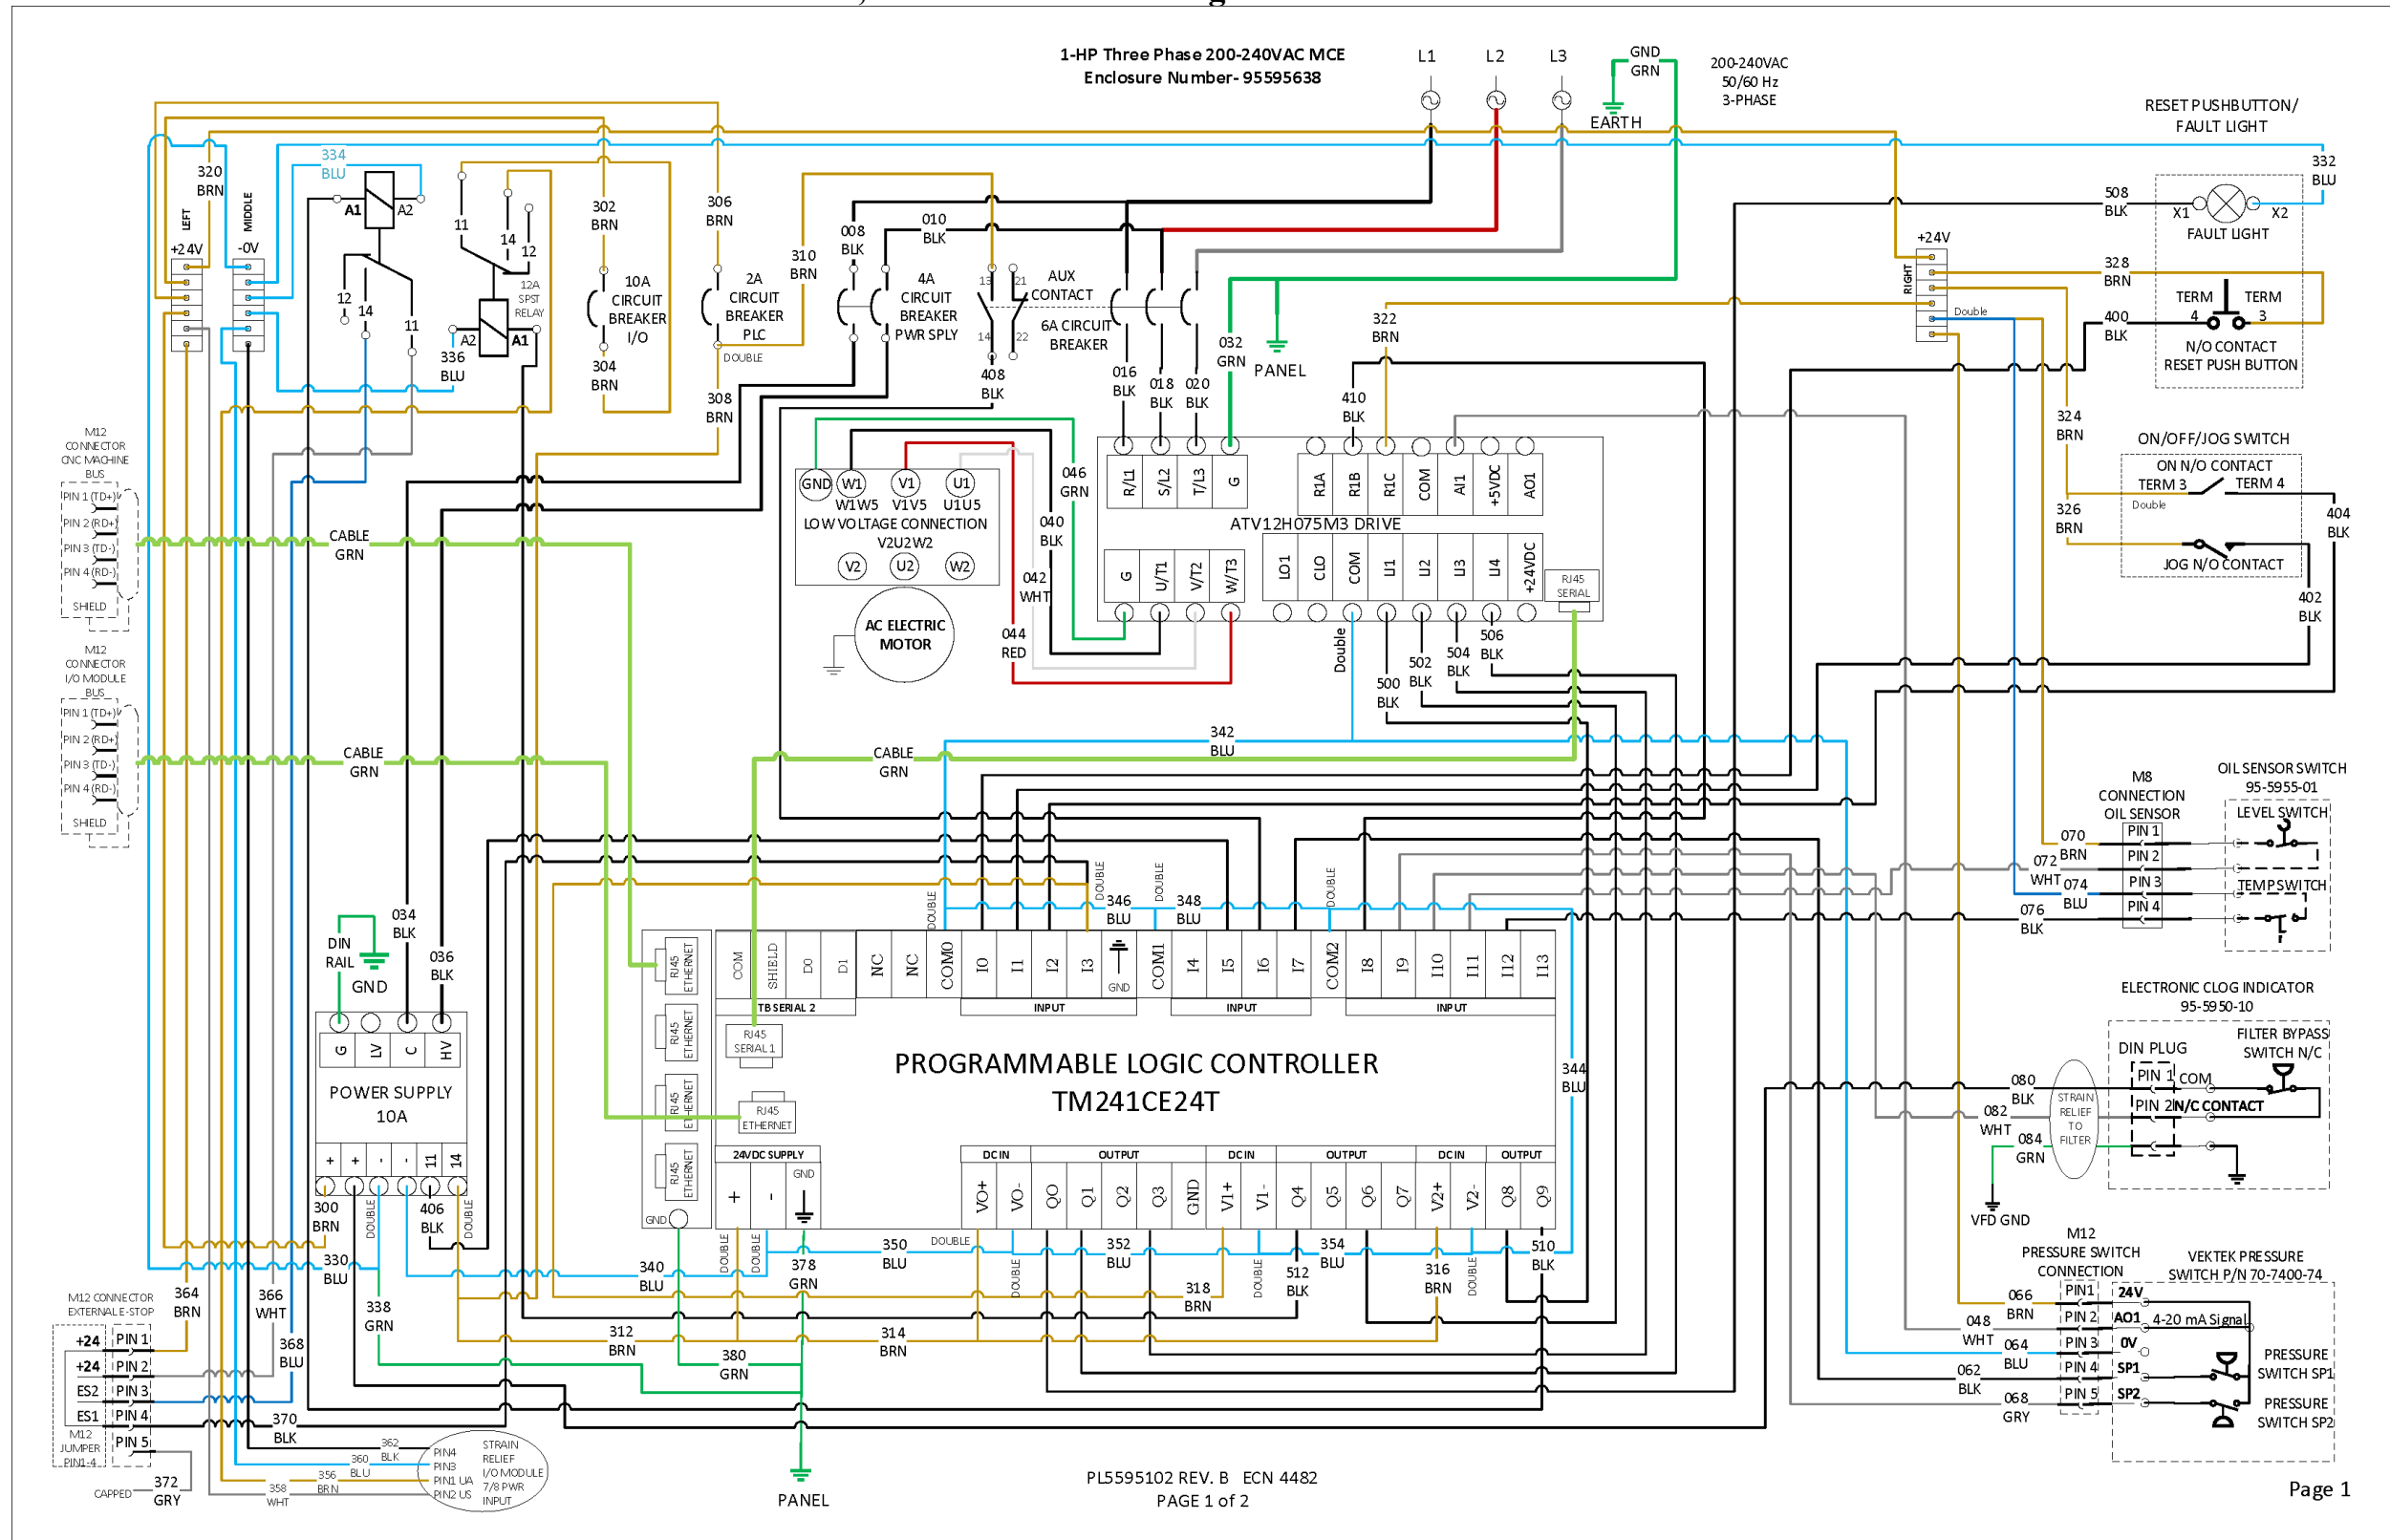 1-HP Three Phase 200-240VAC MCE
Enclosure Number- 95595638
L1
L2
L3
GND
GRN
EARTH
200-240VAC
50/60 Hz
3-PHASE
RESET PUSHBUTTON/
FAULT LIGHT
332
BLU
508
BLK
X1
X2
FAULT LIGHT
+24V
RIGHT
328
BRN
TERM
4
TERM
3
Double
400
BLK
N/O CONTACT
RESET PUSH BUTTON
334
BLU
320
BRN
LEFT
MIDDLE
+24V
-0V
A1
A2
11
14
12
12
14
11
12A
SPST
RELAY
A2
A1
336
BLU
302
BRN
10A
CIRCUIT
BREAKER
I/O
304
BRN
306
BRN
2A
CIRCUIT
BREAKER
PLC
DOUBLE
308
BRN
310
BRN
008
BLK
010
BLK
4A
CIRCUIT
BREAKER
PWR SPLY
13
21
14
22
AUX
CONTACT
6A CIRCUIT
BREAKER
408
BLK
016
BLK
018
BLK
020
BLK
032
GRN
PANEL
322
BRN
410
BLK
324
BRN
326
BRN
ON/OFF/JOG SWITCH
ON N/O CONTACT
TERM 3
TERM 4
Double
JOG N/O CONTACT
404
BLK
402
BLK
M12
CONNECTOR
CNC MACHINE
BUS
PIN 1 (TD+)
PIN 2 (RD+)
PIN 3 (TD-)
PIN 4 (RD-)
SHIELD
CABLE
GRN
M12
CONNECTOR
I/O MODULE
BUS
PIN 1 (TD+)
PIN 2 (RD+)
PIN 3 (TD-)
PIN 4 (RD-)
SHIELD
CABLE
GRN
GND
W1
V1
U1
W1W5
V1V5
U1U5
LOW VOLTAGE CONNECTION
V2U2W2
V2
U2
W2
AC ELECTRIC
MOTOR
046
GRN
040
BLK
042
WHT
044
RED
R/L1
S/L2
T/L3
G
R1A
R1B
R1C
COM
AI1
+5VDC
AO1
ATV12H075M3 DRIVE
G
U/T1
V/T2
W/T3
LO1
CLO
COM
LI1
LI2
LI3
LI4
+24VDC
RJ45
SERIAL
Double
500
BLK
502
BLK
504
BLK
506
BLK
342
BLU
CABLE
GRN
OIL SENSOR SWITCH
95-5955-01
M8
CONNECTION
OIL SENSOR
LEVEL SWITCH
PIN 1
PIN 2
PIN 3
PIN 4
TEMP SWITCH
070
BRN
072
WHT
074
BLU
076
BLK
DOUBLE
DOUBLE
346
BLU
DOUBLE
348
BLU
DOUBLE
DIN
RAIL
GND
034
BLK
036
BLK
G
LV
C
HV
POWER SUPPLY
10A
+
+
-
-
11
14
300
BRN
330
BLU
DOUBLE
406
BLK
DOUBLE
338
GRN
RJ45
ETHERNET
RJ45
ETHERNET
RJ45
ETHERNET
RJ45
ETHERNET
GND
COM
SHIELD
D0
D1
NC
NC
COM0
I0
I1
I2
I3
GND
COM1
I4
I5
I6
I7
COM2
I8
I9
I10
I11
I12
I13
TB SERIAL 2
INPUT
INPUT
INPUT
RJ45
SERIAL 1
RJ45
ETHERNET
PROGRAMMABLE LOGIC CONTROLLER
TM241CE24T
344
BLU
24VDC SUPPLY
DC IN
OUTPUT
DC IN
OUTPUT
DC IN
OUTPUT
+
-
GND
VO+
VO-
QO
Q1
Q2
Q3
GND
V1+
V1-
Q4
Q5
Q6
Q7
V2+
V2-
Q8
Q9
340
BLU
DOUBLE
DOUBLE
378
GRN
350
BLU
DOUBLE
DOUBLE
352
BLU
318
BRN
DOUBLE
512
BLK
354
BLU
316
BRN
DOUBLE
510
BLK
312
BRN
314
BRN
380
GRN
PANEL
ELECTRONIC CLOG INDICATOR
95-5950-10
FILTER BYPASS
SWITCH N/C
DIN PLUG
PIN 1
COM
PIN 2
N/C CONTACT
STRAIN
RELIEF
TO
FILTER
080
BLK
082
WHT
084
GRN
VFD GND
M12
PRESSURE SWITCH
CONNECTION
VEKTEK PRESSURE
SWITCH P/N 70-7400-74
PIN1
24V
PIN 2
AO1
4-20 mA Signal
PIN 3
0V
PIN 4
SP1
PIN 5
SP2
PRESSURE
SWITCH SP1
PRESSURE
SWITCH SP2
066
BRN
048
WHT
064
BLU
062
BLK
068
GRY
M12 CONNECTOR
EXTERNAL E-STOP
364
BRN
366
WHT
368
BLU
+24
PIN 1
+24
PIN 2
ES2
PIN 3
ES1
PIN 4
M12
JUMPER
PIN1-4
PIN 5
370
BLK
CAPPED
372
GRY
362
BLK
360
BLU
356
BRN
358
WHT
PIN4
PIN3
PIN1 UA
PIN2 US
STRAIN
RELIEF
I/O MODULE
7/8 PWR
INPUT
PL5595102 REV. B ECN 4482
PAGE 1 of 2
Page 1